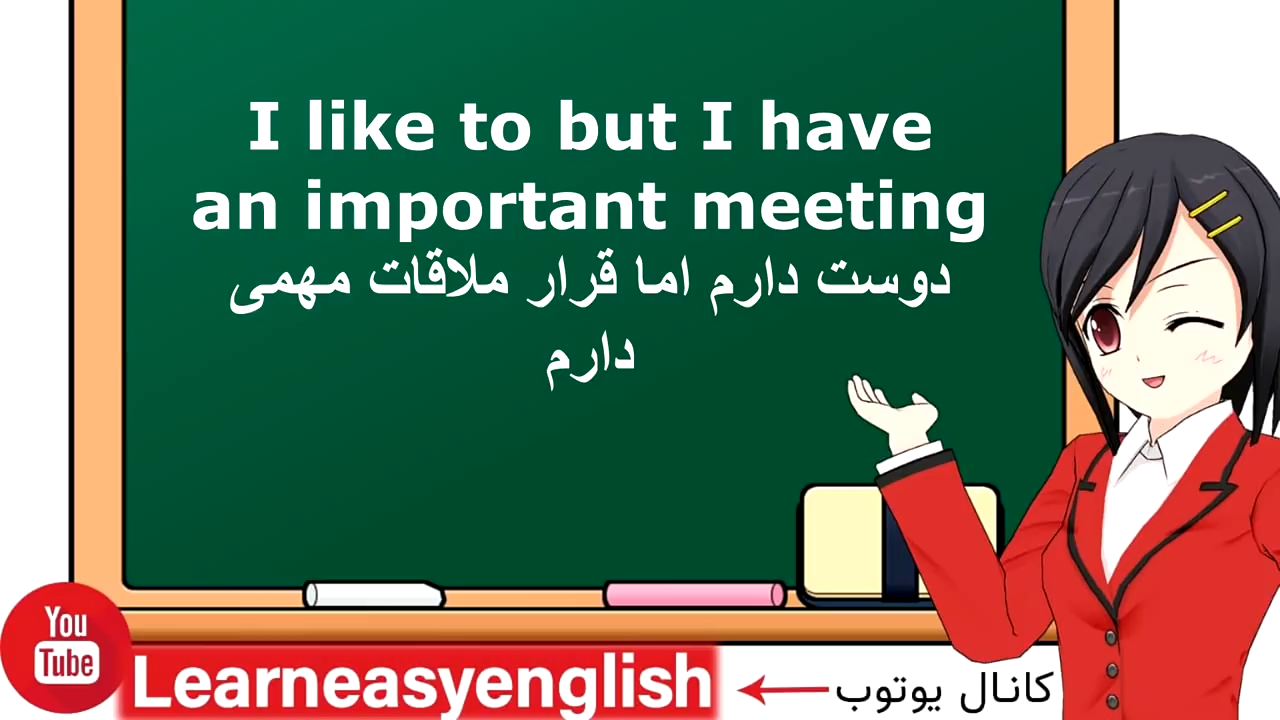 I like to but I have
an important meeting
دوست دارم اما قرار ملاقات مهمی
دارم
You
Tube
Learneasyenglish
کانال یوتوب